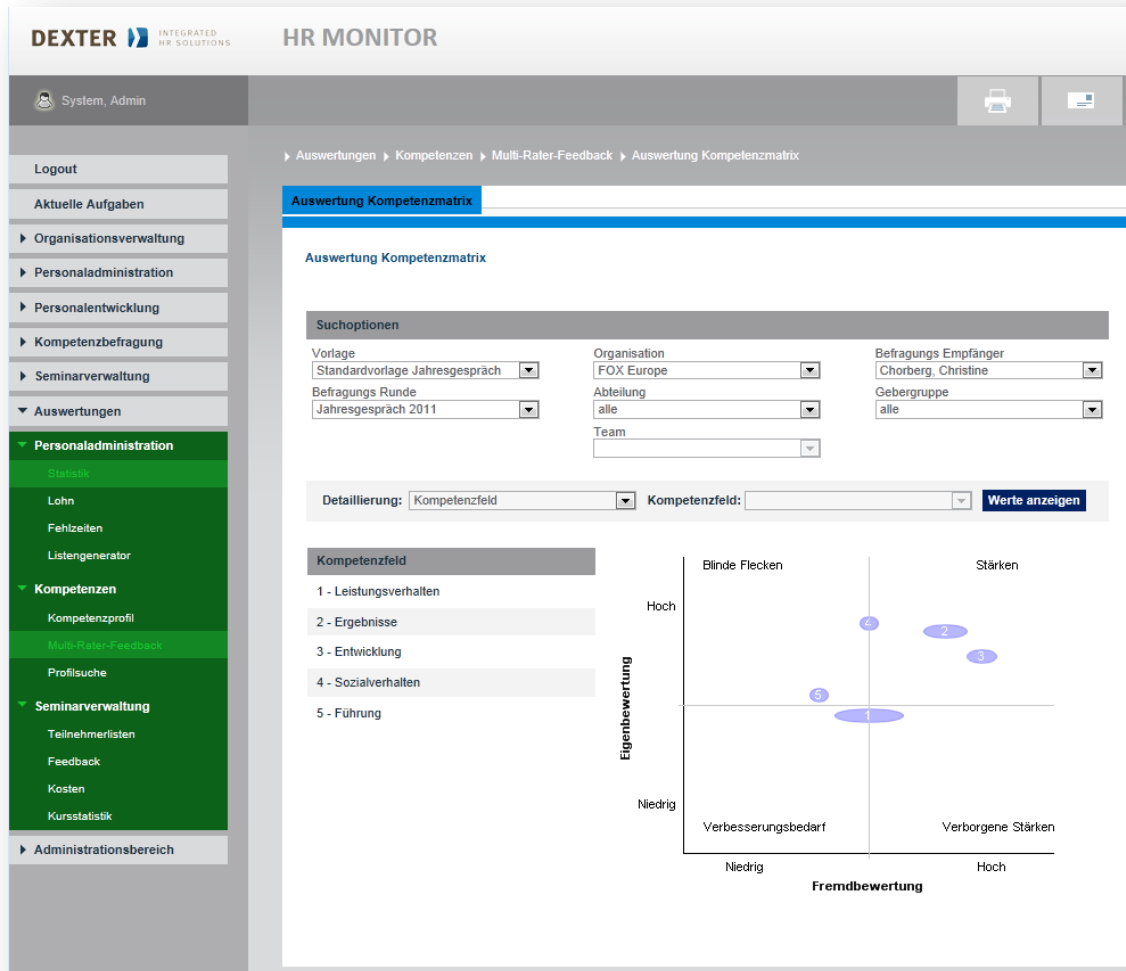 DEXTER INTEGRATED HR SOLUTIONS
HR MONITOR
System, Admin
Logout
Aktuelle Aufgaben
Organisationsverwaltung
Personaladministration
Personalentwicklung
Kompetenzbefragung
Seminarverwaltung
Auswertungen
Personaladministration
Statistik
Lohn
Fehlzeiten
Listengenerator
Kompetenzen
Kompetenzprofil
Multi-Rater-Feedback
Profilsuche
Seminarverwaltung
Teilnehmerlisten
Feedback
Kosten
Kursstatistik
Administrationsbereich
Auswertungen Kompetenzen Multi-Rater-Feedback Auswertung Kompetenzmatrix
Auswertung Kompetenzmatrix
Auswertung Kompetenzmatrix
Suchoptionen
Vorlage Organisation Befragungs Empfänger
Standardvorlage Jahresgespräch FOX Europe Chorberg, Christine
Befragungs Runde Abteilung Gebergruppe
Jahresgespräch 2011 alle alle
Team
Detaillierung: Kompetenzfeld Kompetenzfeld: Werte anzeigen
Kompetenzfeld
1 - Leistungsverhalten
2 - Ergebnisse
3 - Entwicklung
4 - Sozialverhalten
5 - Führung
Blinde Flecken Stärken
Hoch
4
2
3
5
1
Eigenbewertung
Niedrig
Verbesserungsbedarf Verborgene Stärken
Niedrig Hoch
Fremdbewertung